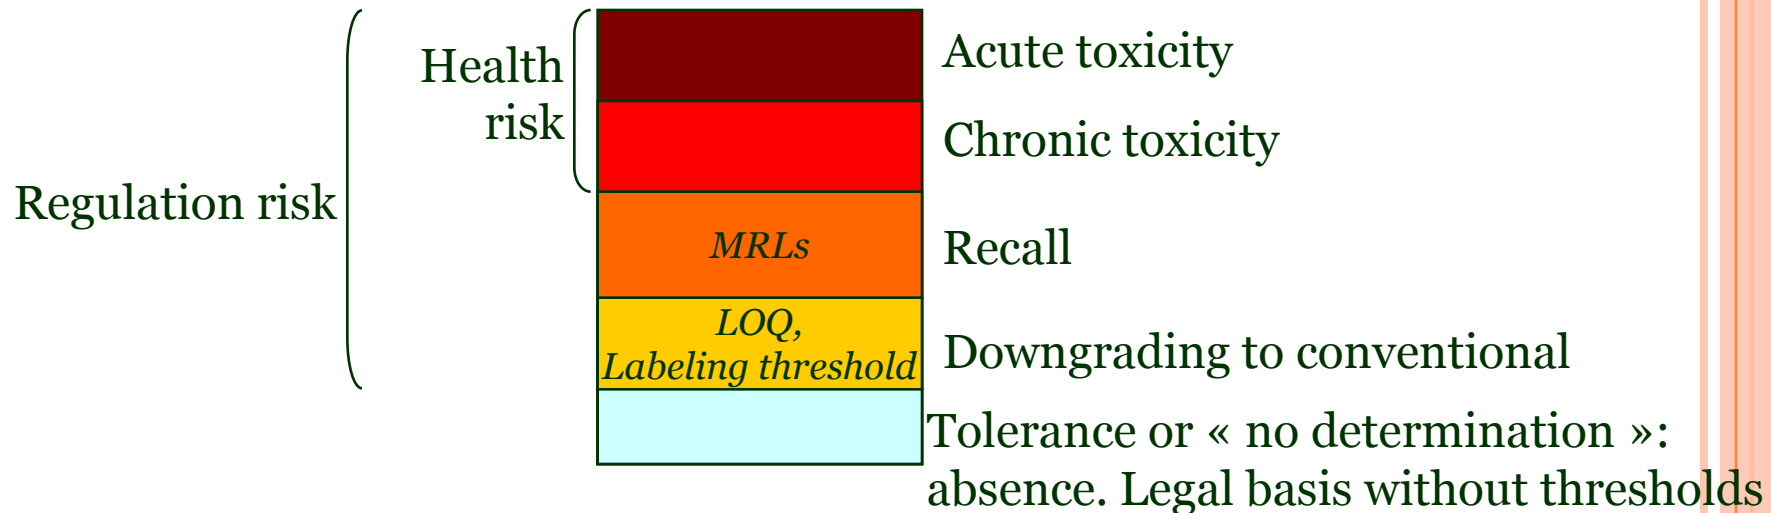 Acute toxicity
Health
risk
Chronic toxicity
Regulation risk
MRLs
Recall
LOQ,
Labeling threshold
Downgrading to conventional
Tolerance or « no determination »:
absence. Legal basis without thresholds